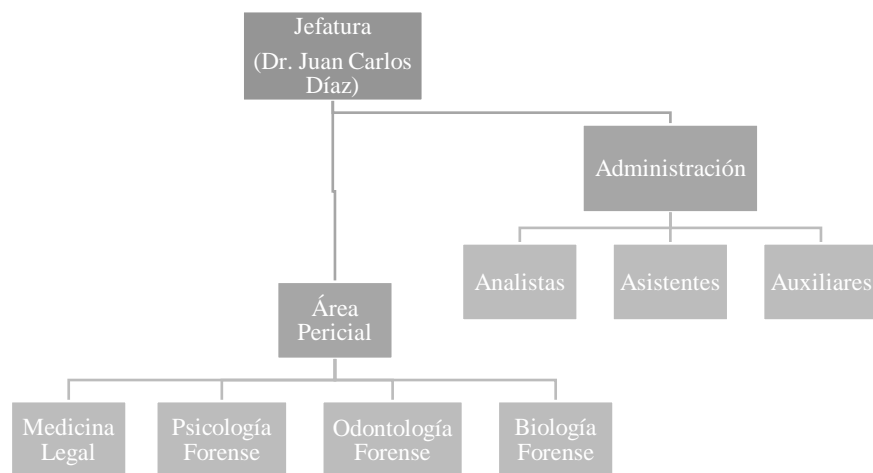 Jefatura
(Dr. Juan Carlos
Díaz)
Administración
Analistas
Asistentes
Auxiliares
Área
Pericial
Medicina
Legal
Psicología
Forense
Odontología
Forense
Biología
Forense